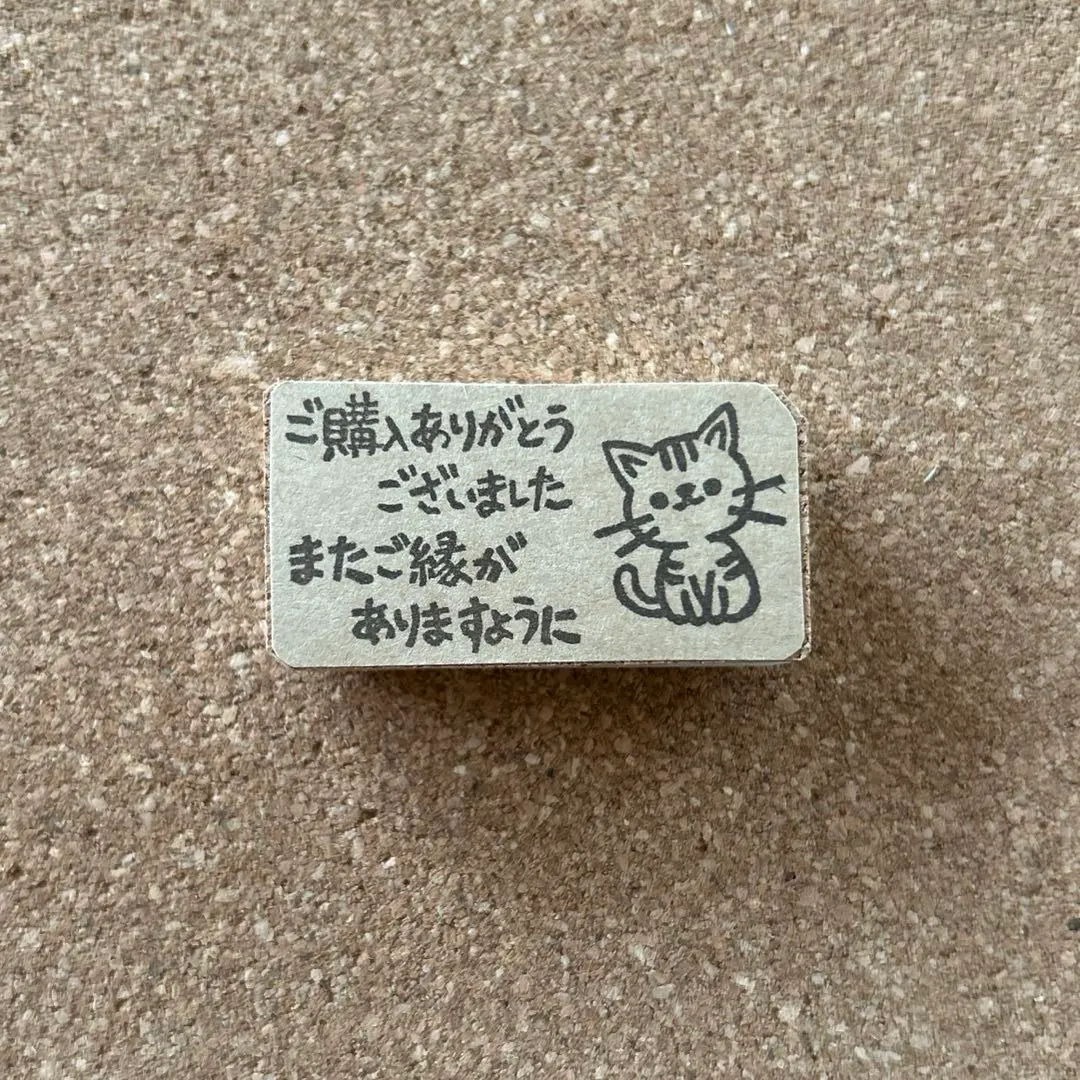 ご購入ありがとう
ございました
またご縁が
ありますように